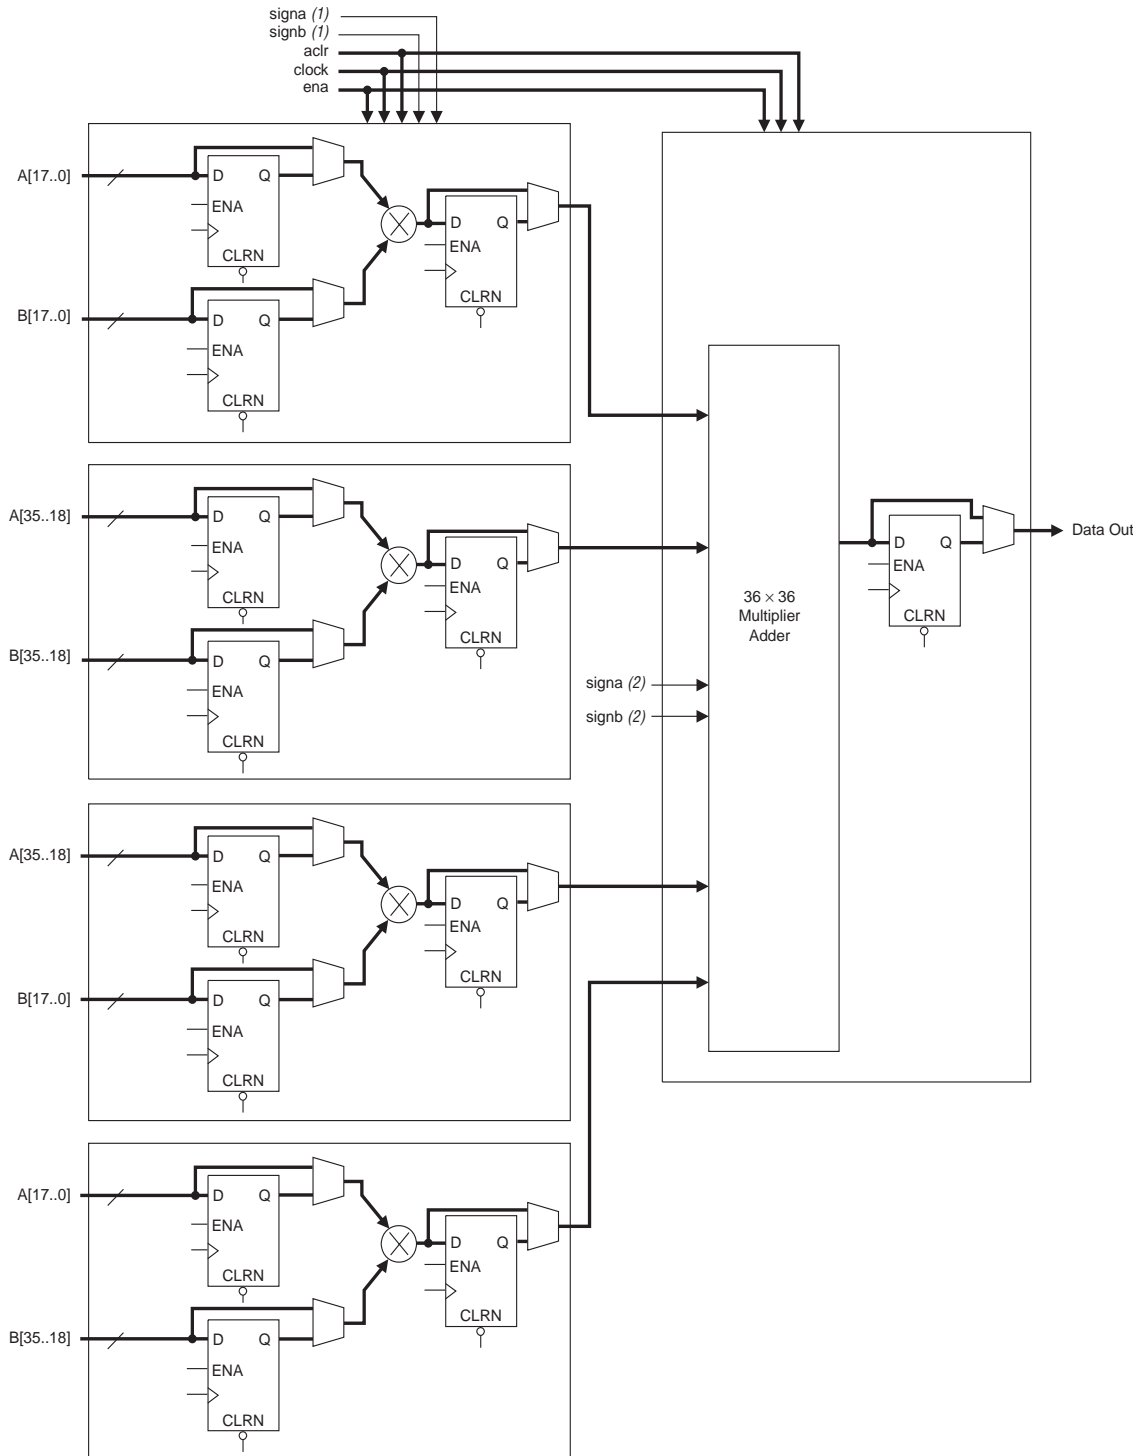 signa (1)
signb (1)
aclr
clock
ena
A[17..0]
D Q
ENA
CLRN
D Q
ENA
CLRN
B[17..0]
D Q
ENA
CLRN
A[35..18]
D Q
ENA
CLRN
D Q
ENA
CLRN
B[35..18]
D Q
ENA
CLRN
signa (2)
signb (2)
36 × 36
Multiplier
Adder
D Q
ENA
CLRN
Data Out
A[35..18]
D Q
ENA
CLRN
D Q
ENA
CLRN
B[17..0]
D Q
ENA
CLRN
A[17..0]
D Q
ENA
CLRN
D Q
ENA
CLRN
B[35..18]
D Q
ENA
CLRN